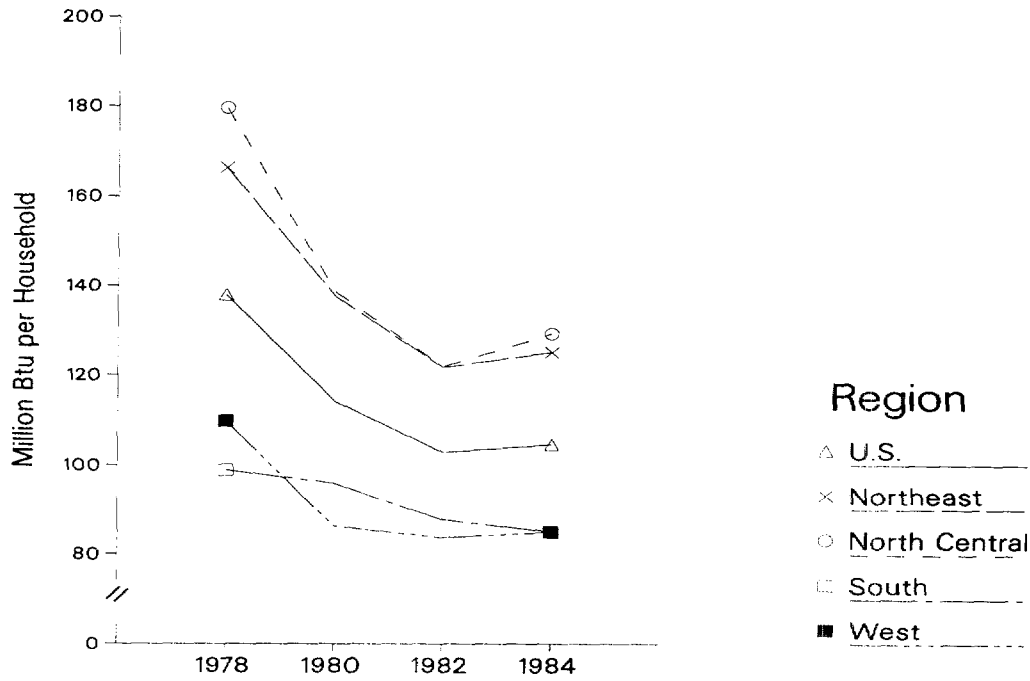 200
180
160
140
120
100
80
0
Million Btu per Household
1978 1980 1982 1984
Region
U.S.
Northeast
North Central
South
West